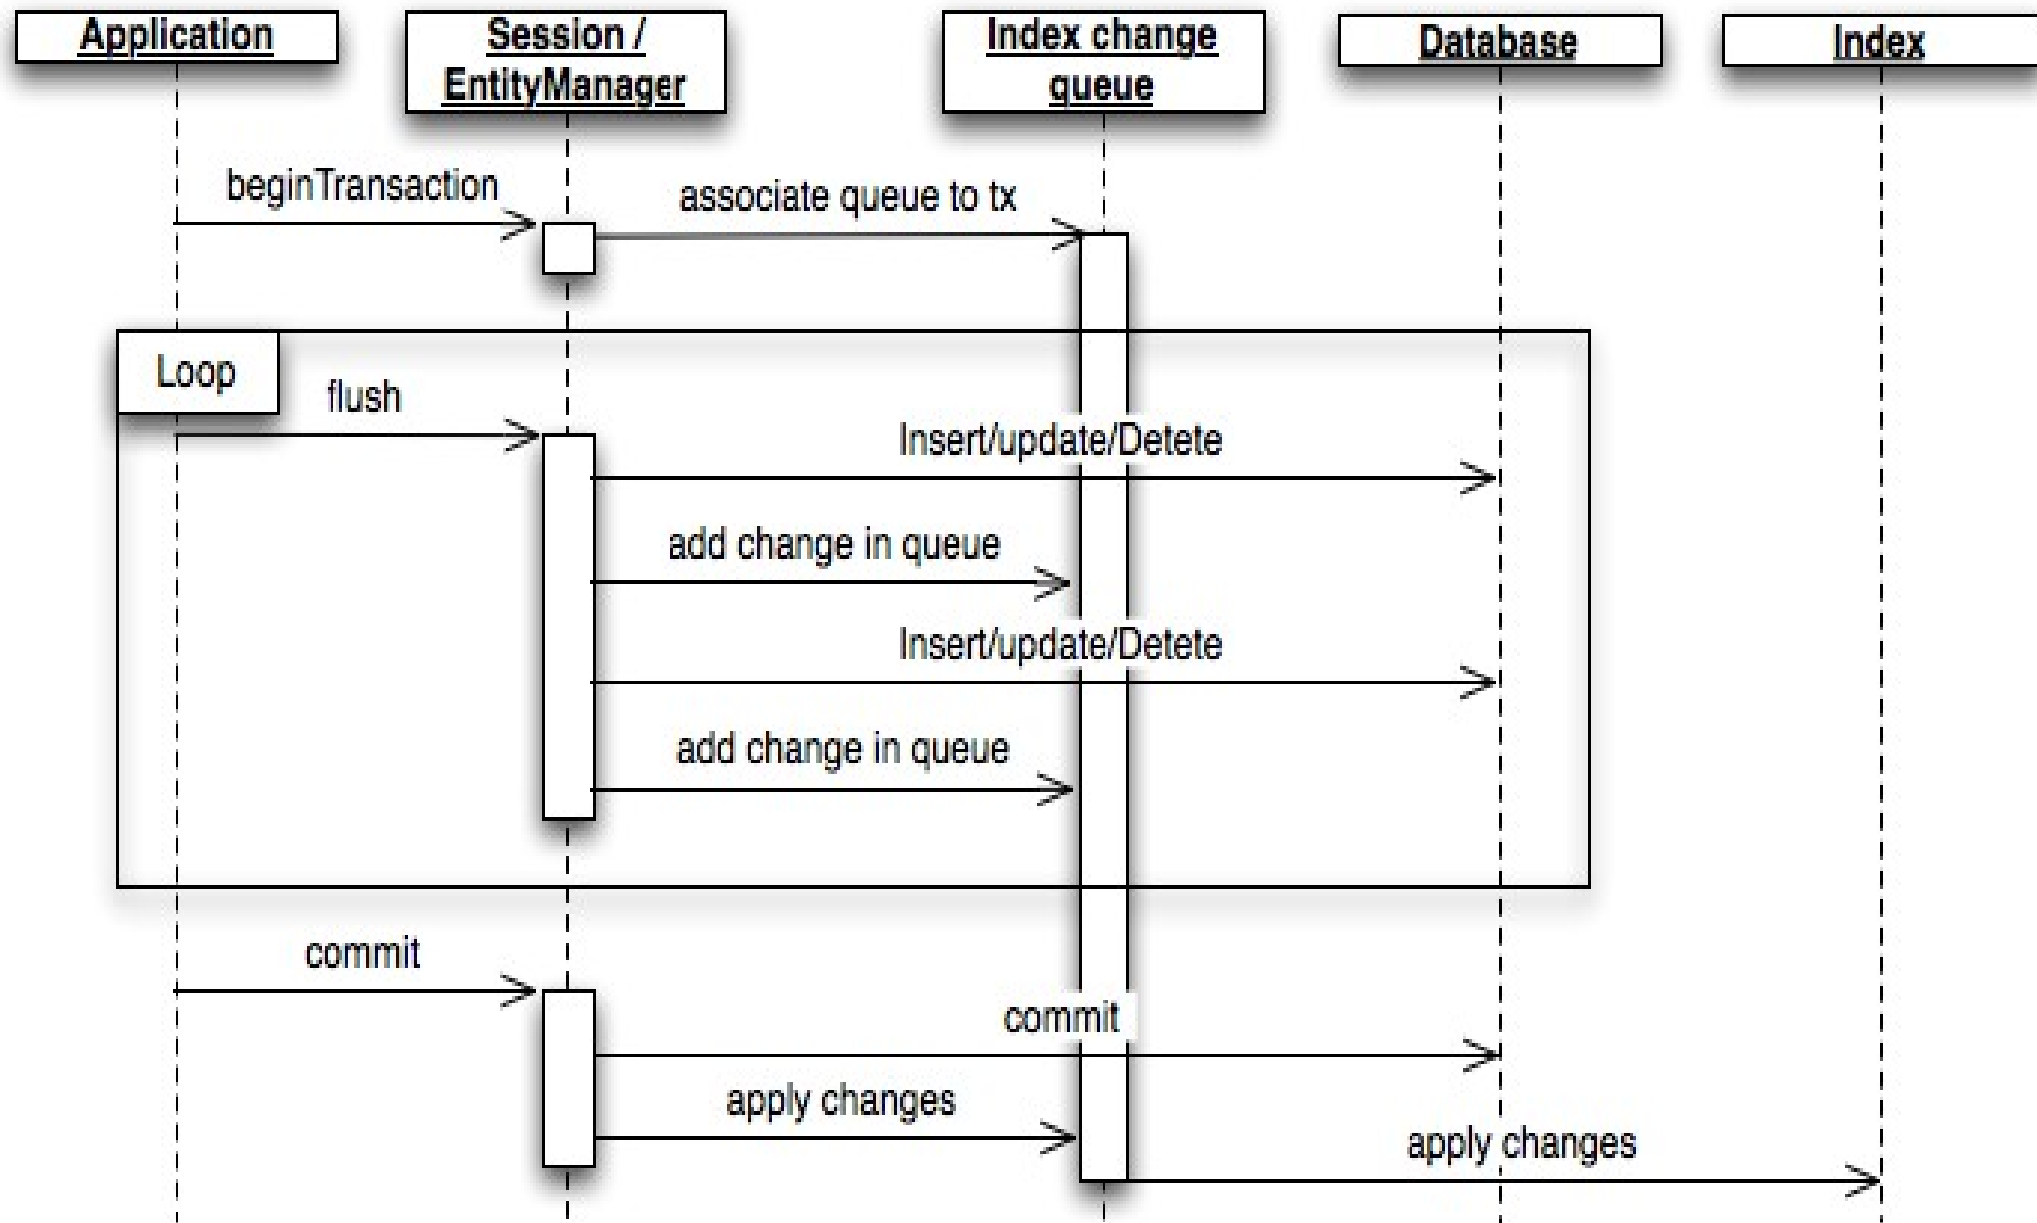 Application
Session /
EntityManager
Index change
queue
Database
Index
beginTransaction
associate queue to tx
Loop
flush
Insert/update/Detete
add change in queue
Insert/update/Detete
add change in queue
commit
commit
apply changes
apply changes